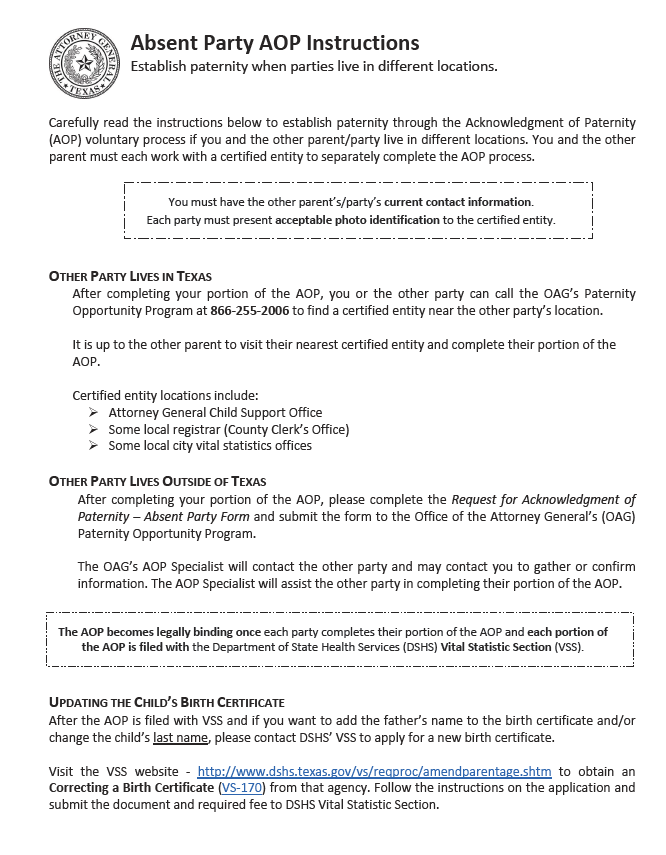 THE ATTORNEY GENERAL
TEXAS
Absent Party AOP Instructions
Establish paternity when parties live in different locations.
Carefully read the instructions below to establish paternity through the Acknowledgment of Paternity
(AOP) voluntary process if you and the other parent/party live in different locations. You and the other
parent must each work with a certified entity to separately complete the AOP process.
You must have the other parent's/party's current contact information.
Each party must present acceptable photo identification to the certified entity.
OTHER PARTY LIVES IN TEXAS
After completing your portion of the AOP, you or the other party can call the OAG's Paternity
Opportunity Program at 866-255-2006 to find a certified entity near the other party's location.
It is up to the other parent to visit their nearest certified entity and complete their portion of the
AOP.
Certified entity locations include:
➢ Attorney General Child Support Office
➢ Some local registrar (County Clerk's Office)
➢ Some local city vital statistics offices
OTHER PARTY LIVES OUTSIDE OF TEXAS
After completing your portion of the AOP, please complete the Request for Acknowledgment of
Paternity – Absent Party Form and submit the form to the Office of the Attorney General's (OAG)
Paternity Opportunity Program.
The OAG's AOP Specialist will contact the other party and may contact you to gather or confirm
information. The AOP Specialist will assist the other party in completing their portion of the AOP.
The AOP becomes legally binding once each party completes their portion of the AOP and each portion of
the AOP is filed with the Department of State Health Services (DSHS) Vital Statistic Section (VSS).
UPDATING THE CHILD'S BIRTH CERTIFICATE
After the AOP is filed with VSS and if you want to add the father's name to the birth certificate and/or
change the child's last name, please contact DSHS' VSS to apply for a new birth certificate.
Visit the VSS website - http://www.dshs.texas.gov/vs/reqproc/amendparentage.shtm to obtain an
Correcting a Birth Certificate (VS-170) from that agency. Follow the instructions on the application and
submit the document and required fee to DSHS Vital Statistic Section.